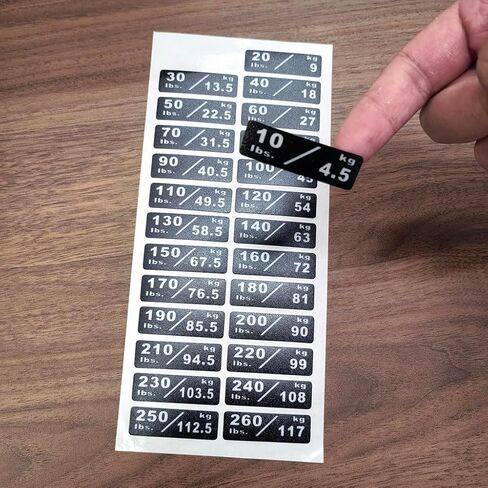 20 / kg
lbs. 9
30 / kg
lbs. 13.5
40 / kg
lbs. 18
50 / kg
lbs. 22.5
60 / kg
lbs. 27
70 / kg
lbs. 31.5
10 / kg
lbs. 4.5
90 / kg
lbs. 40.5
100
45
110 / kg
lbs. 49.5
120 / kg
lbs. 54
130 / kg
lbs. 58.5
140 / kg
lbs. 63
150 / kg
lbs. 67.5
160 / kg
lbs. 72
170 / kg
lbs. 76.5
180 / kg
lbs. 81
190 / kg
lbs. 85.5
200 / kg
lbs. 90
210 / kg
lbs. 94.5
220 / kg
lbs. 99
230 / kg
lbs. 103.5
240 / kg
lbs. 108
250 / kg
lbs. 112.5
260 / kg
lbs. 117